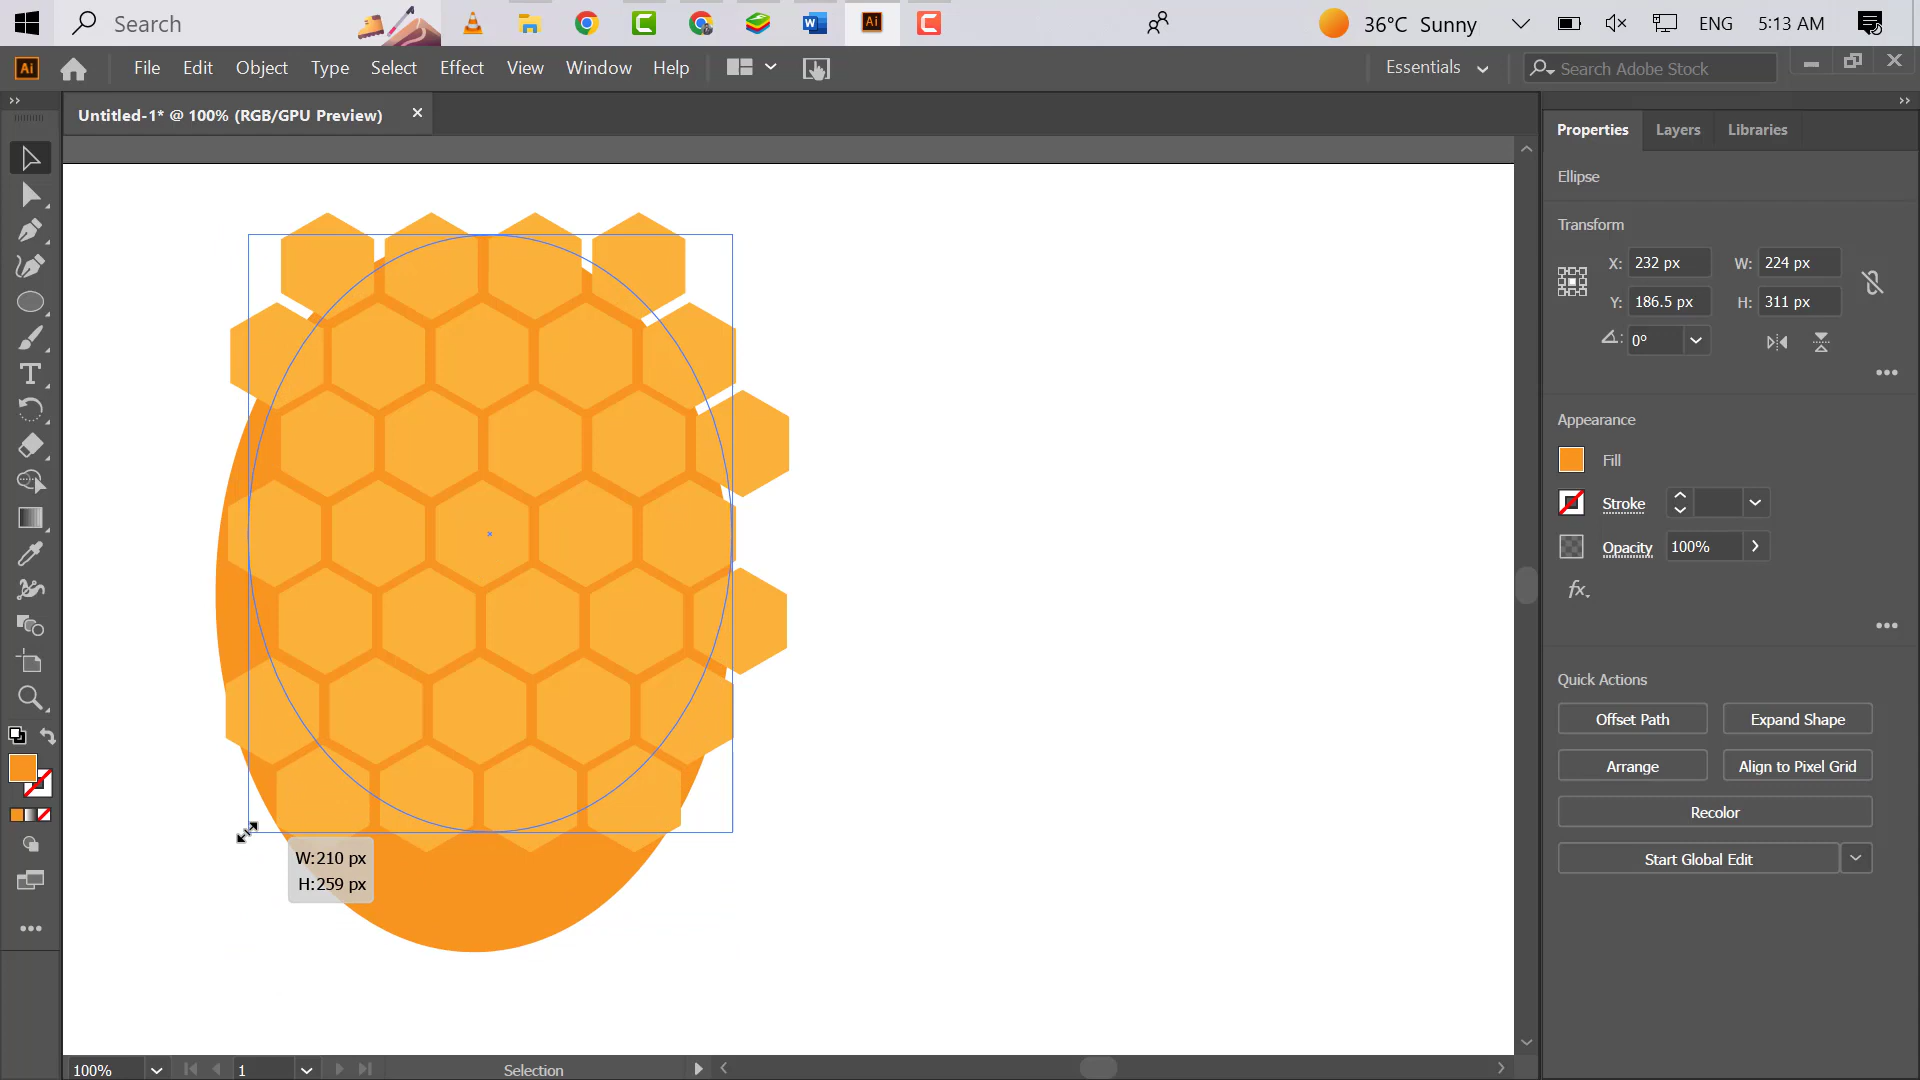 Search
W
Ai
36°C Sunny
ENG
5:13 AM
Ai
File Edit Object Type Select Effect View Window Help
Essentials
Search Adobe Stock
Untitled-1* @ 100% (RGB/GPU Preview)
Properties Layers Libraries
Ellipse
Transform
X: 232 px W: 224 px
Y: 186.5 px H: 311 px
0°
Appearance
Fill
Stroke
Opacity 100%
fx.
Quick Actions
Offset Path Expand Shape
Arrange Align to Pixel Grid
Recolor
Start Global Edit
W:210 px
H:259 px
100% 1 Selection